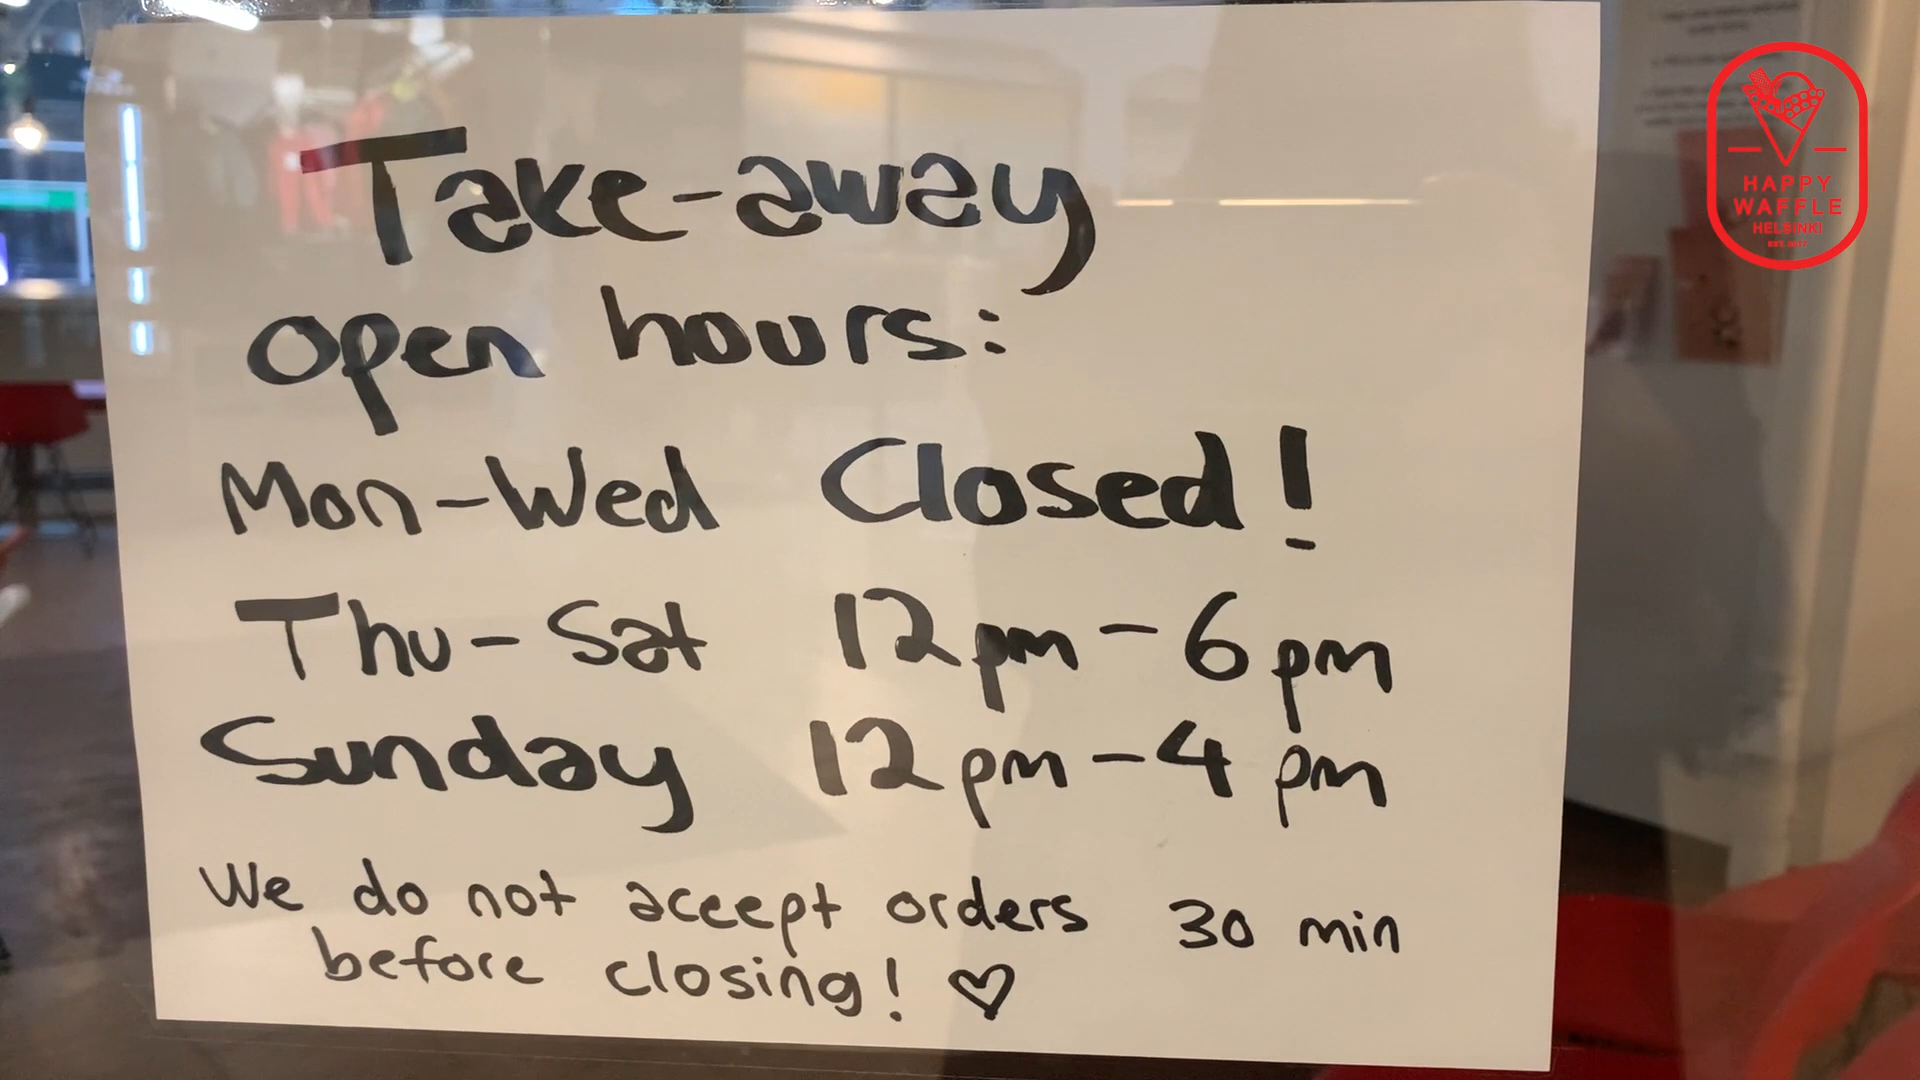 Take-away
open hours:
Mon-Wed Closed!
Thu-Sat 12pm-6pm
Sunday 12pm-4pm
We do not accept orders 30 min
before closing! ♡
HAPPY
WAFFLE
HELSINKI